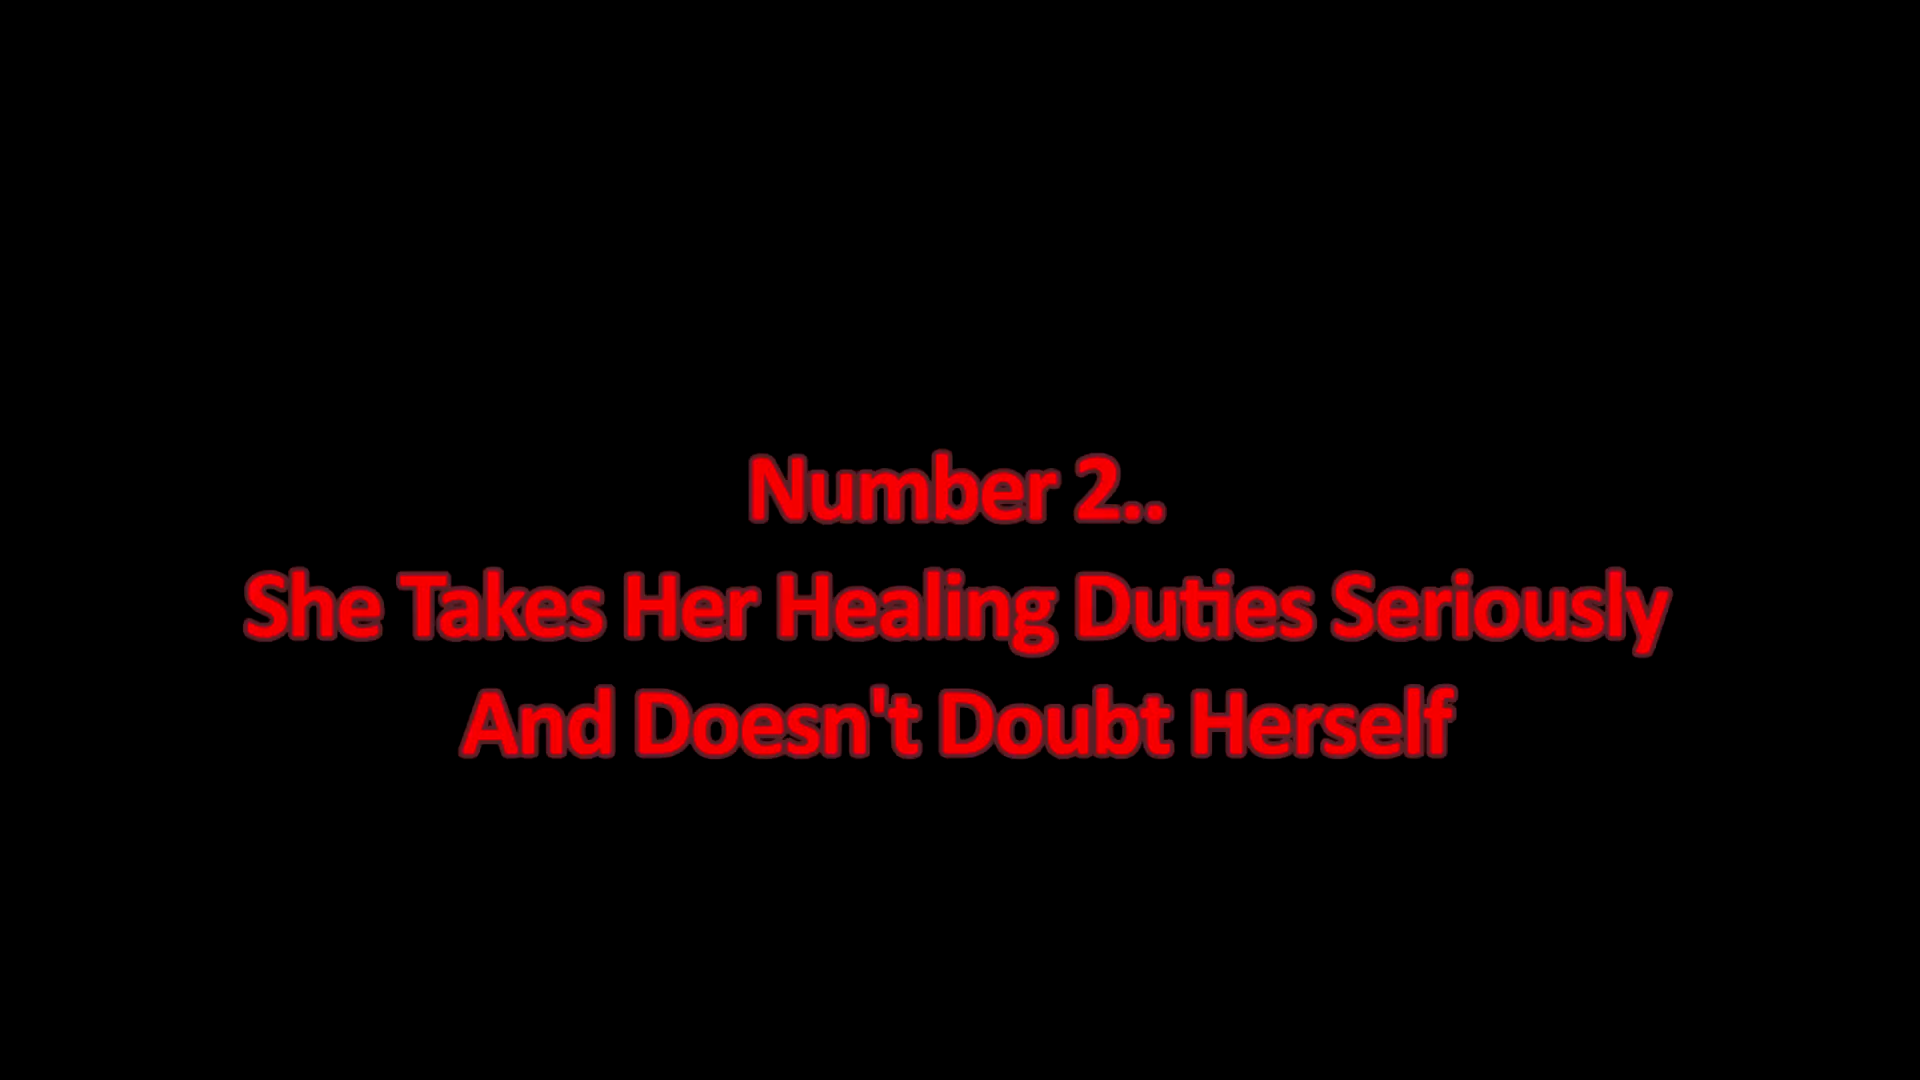 Number 2..
She Takes Her Healing Duties Seriously
And Doesn't Doubt Herself